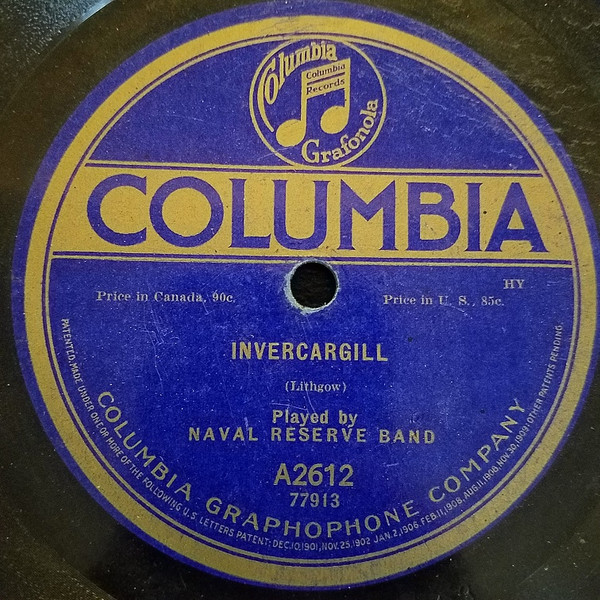 Columbia
Columbia
Records
Grafonola
COLUMBIA
HY
Price in Canada, 90c.
Price in U. S., 85c.
INVERCARGILL
(Lithgow)
Played by
NAVAL RESERVE BAND
A2612
77913
COLUMBIA GRAPHOPHONE COMPANY
PATENTED, MADE UNDER ONE OR MORE OF THE FOLLOWING U.S. LETTERS PATENT: DEC.10,1901, NOV.25,1902 JAN.2,1906, FEB.11,1908, AUG.11,1908, NOV.30,1909 OTHER PATENTS PENDING.